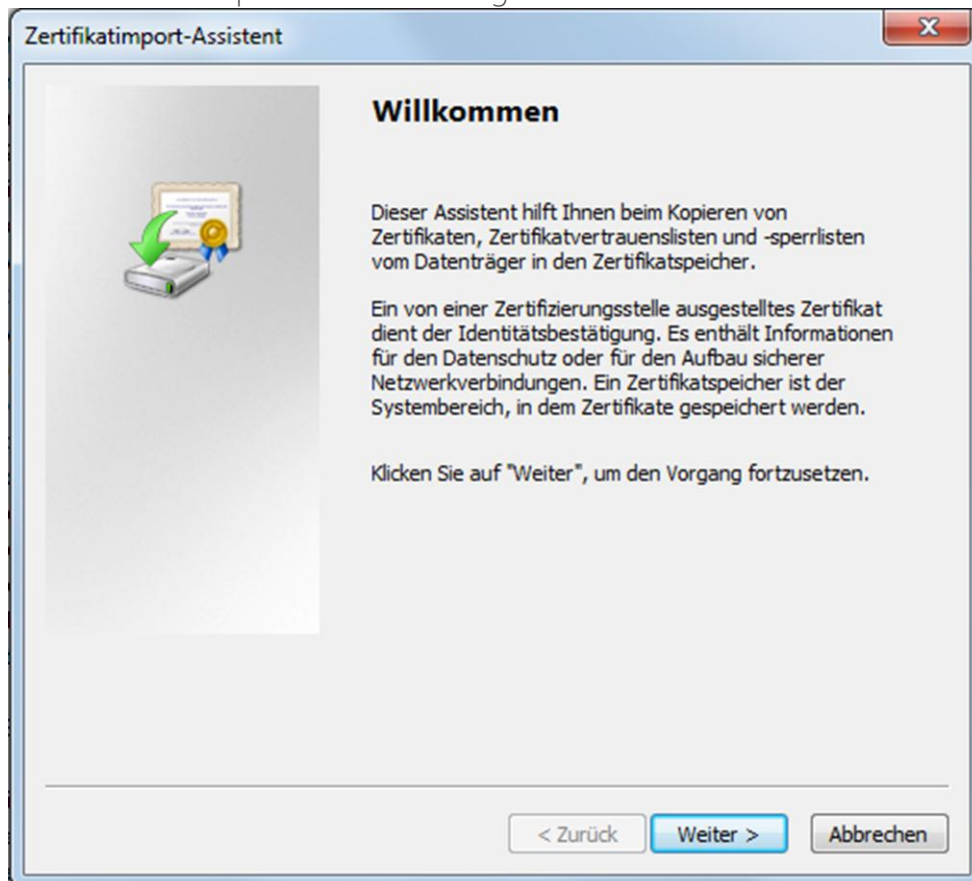 Zertifikatimport-Assistent
Willkommen
Dieser Assistent hilft Ihnen beim Kopieren von
Zertifikaten, Zertifikatvertrauenslisten und -sperrlisten
vom Datenträger in den Zertifikatspeicher.
Ein von einer Zertifizierungsstelle ausgestelltes Zertifikat
dient der Identitätsbestätigung. Es enthält Informationen
für den Datenschutz oder für den Aufbau sicherer
Netzwerkverbindungen. Ein Zertifikatspeicher ist der
Systembereich, in dem Zertifikate gespeichert werden.
Klicken Sie auf "Weiter", um den Vorgang fortzusetzen.
< Zurück Weiter > Abbrechen